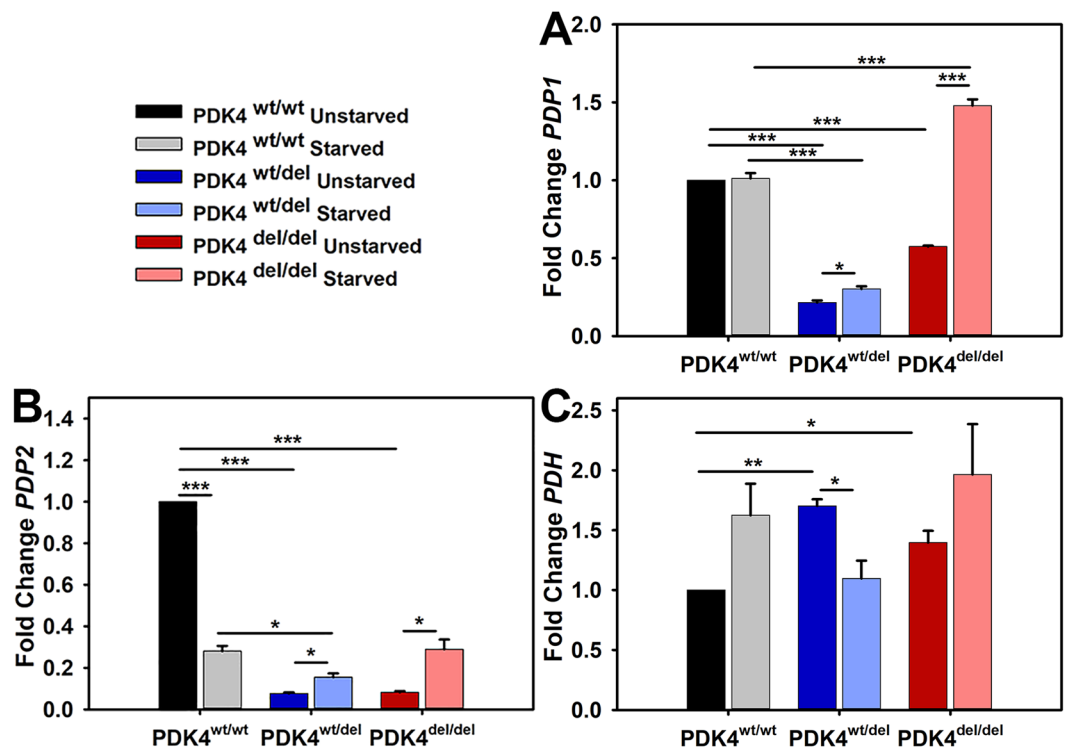 A
Fold Change PDP1
2.0
1.5
1.0
0.5
0.0
***
***
***
***
***
*
PDK4wt/wt
PDK4wt/del
PDK4del/del
PDK4 wt/wt Unstarved
PDK4 wt/wt Starved
PDK4 wt/del Unstarved
PDK4 wt/del Starved
PDK4 del/del Unstarved
PDK4 del/del Starved
B
Fold Change PDP2
1.4
1.2
1.0
0.8
0.6
0.4
0.2
0.0
***
***
***
*
*
*
PDK4wt/wt
PDK4wt/del
PDK4del/del
C
Fold Change PDH
2.5
2.0
1.5
1.0
0.5
0.0
*
**
*
PDK4wt/wt
PDK4wt/del
PDK4del/del